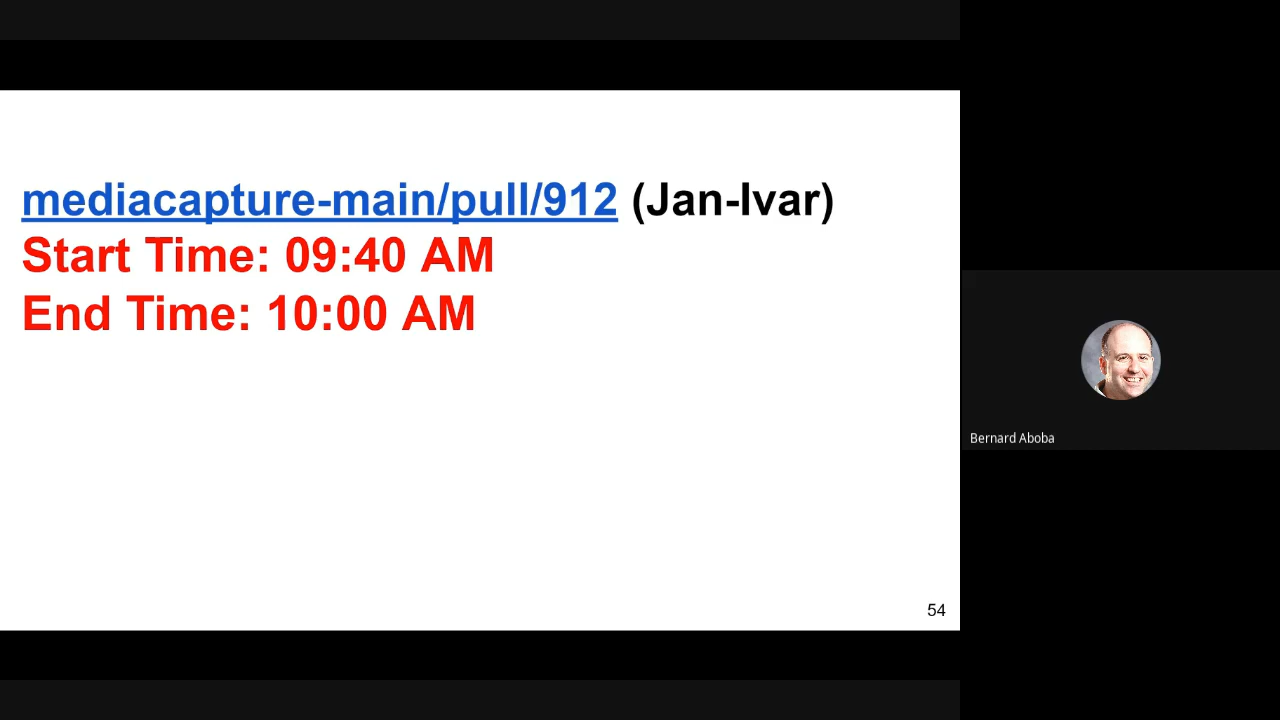 mediacapture-main/pull/912 (Jan-Ivar)
Start Time: 09:40 AM
End Time: 10:00 AM
Bernard Aboba
54